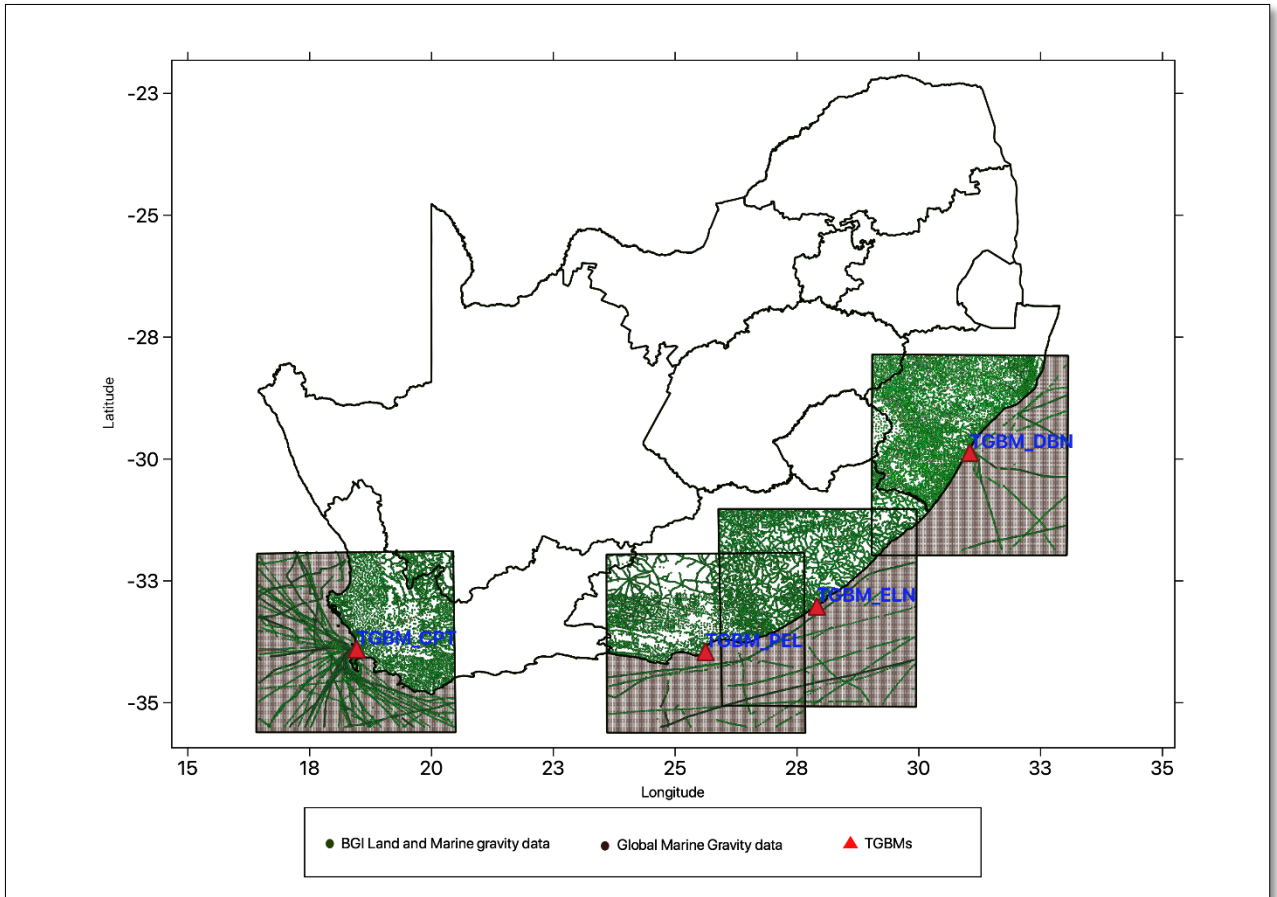 -23
-25
-28
-30
-33
-35
Latitude
TGBM_DBN
TGBM_ELN
TGBM_CPT
TGBM_PEL
15 18 20 23 25 28 30 33 35
Longitude
BGI Land and Marine gravity data Global Marine Gravity data TGBMs